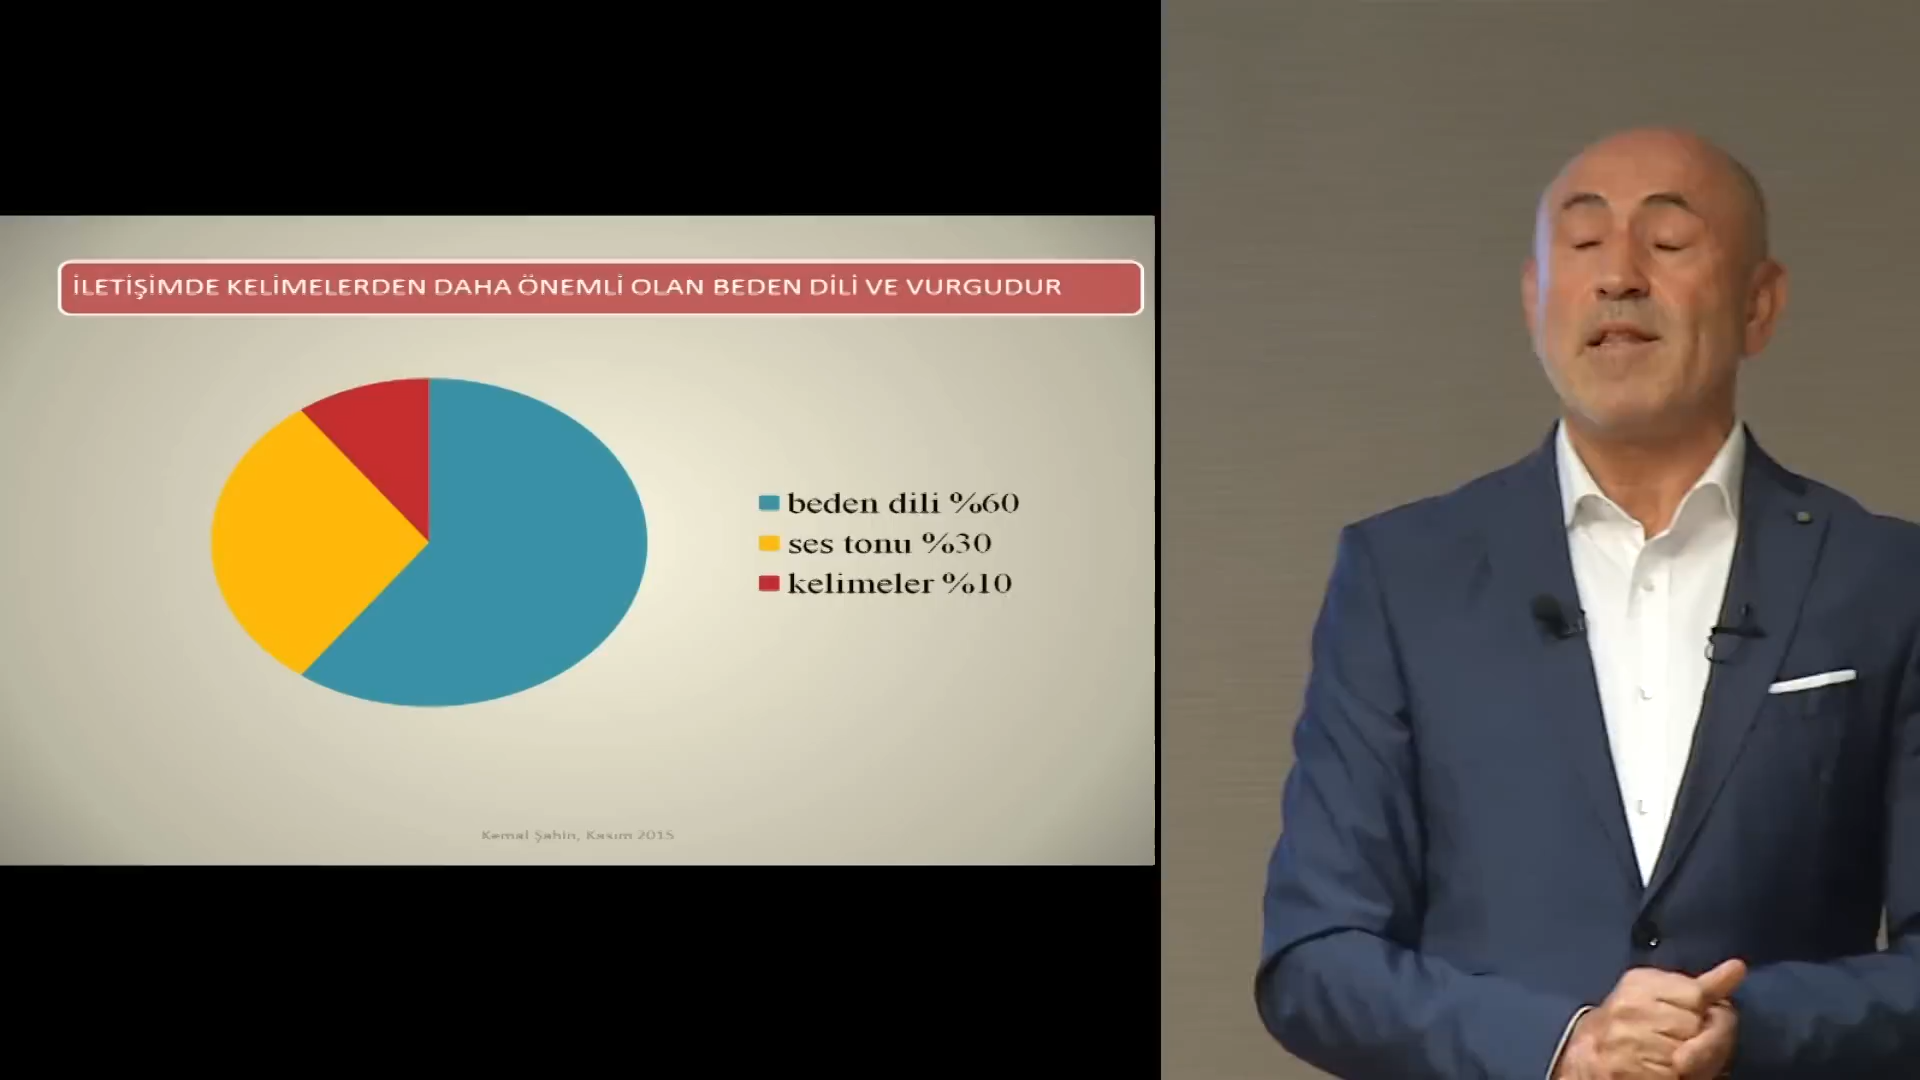 İLETİŞİMDE KELİMELERDEN DAHA ÖNEMLİ OLAN BEDEN DİLİ VE VURGUDUR
beden dili %60
ses tonu %30
kelimeler %10
Kemal Şahin, Kasım 2015